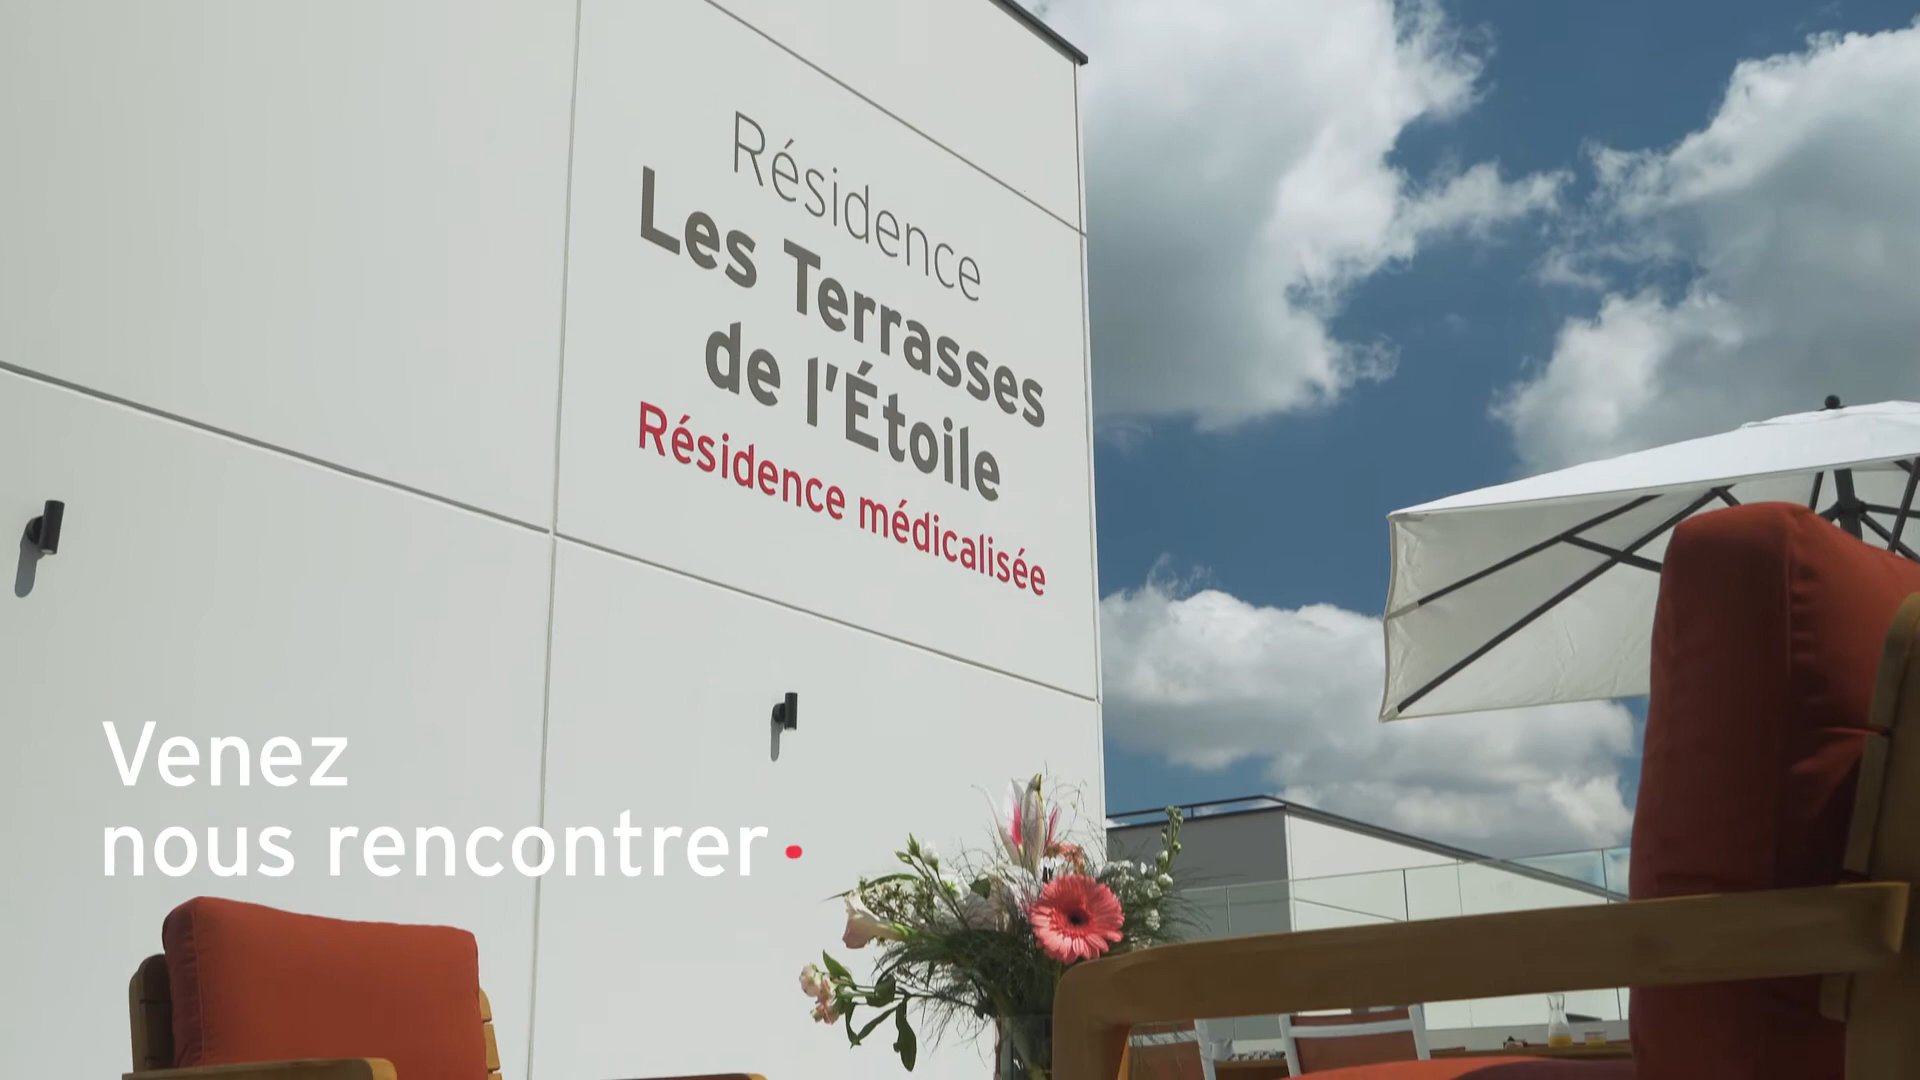 Résidence
Les Terrasses
de l'Étoile
Résidence médicalisée
Venez
nous rencontrer.